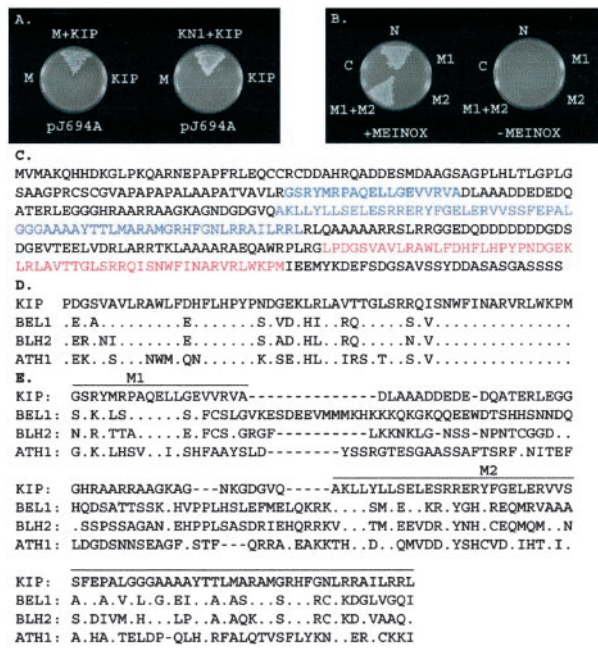 A.
B.
M+KIP
KN1+KIP
N
N
M
KIP
KIP
C
M1
C
M1
M1+M2
M2
M1+M2
M2
pJ694A
pJ694A
+MEINOX
-MEINOX
C.
MVMAKQHHDKGLPKQARNEPAPFRLEQCCRCDDAHRQADDESMDAAGSAGPLHLTLGPLG
SAAGPRCSCGVAPAPAPALAAPATVAVLRGSRYMRPAQELLGEVVRVADLAAADDDEDEDQ
ATERLEGGGHRAARRAAGKAGNDGDGVQAKLLYLLSELESRRERYFGELERVVSSFEPAL
GGGAAAAYTTLMARAMGRHFGNLRRAILRRLRLQAAAAARRSLRRGGEDQDDDDDDDDGDS
DGEVTEELVDRLARRTKLAAAARAEQAWRPLRGLPDGSVAVLRAWLFDHFLHPYPNDGEK
LRLAVTTGLSRRQISNWFINARVRLWKPMIEEMYKDEFSDGSAVSSYDDASASGASSSS
D.
KIP PDGSVAVLRAWLFDHFLHPYPNDGEKLRLAVTTGLSRRQISNWFINARVRLWKPM
BEL1 .E.A.........E......S.VD.HI..RQ....S.V.................
BLH2 .ER.NI........E......S.AD.HL..RQ......N.V...............
ATH1 EK..S...NWM.QN......K.SE.HL..IRS.T..S.V................
E. M1
KIP: GSRYMRPAQELLGEVVRVA-------------DLAAADDEDE-DQATERLEGG
BEL1: S.K.LS.....S.FCSLGVKESDEEVMMMKHKKKKQKGKQQEEWDTSHHSNNDQ
BLH2: N.R.TTA....E.FCS.GRGF----------LKKNKLG-NSS-NPNTCGGD..
ATH1: G.K.LHSV..I.SHFAAYSLD----------YSSRGTESGAASSAFTSRF.NITEF
M2
KIP: GHRAARRAAGKAG---NKGDGVQ-----AKLLYLLSELESRRERYFGELERVVS
BEL1: HQDSATTSSK.HVPPLHSLEFMELQKRK....SM.E..KR.YGH.REQMRVAAA
BLH2: .SSPSSAGAN.EHPPLSASDRIEHQRRKV...TM.EEVDR.YNH.CEQMQM..N
ATH1: LDGDSNNSEAGF.STF---QRRA.EAKKTH.D..QMVDD.YSHCVD.IHT.I.
KIP: SFEPALGGGAAAAYTTLMARAMGRHFGNLRRAILRRL
BEL1: A..A.V.L.G.EI..A.AS...S..RC.KDGLVGQI
BLH2: S.DIVM.H...LP..A.AQK..S..RC.KD.VAAQ.
ATH1: A.HA.TELDP-QLH.RFALQTVSFLYKN..ER.CKKI